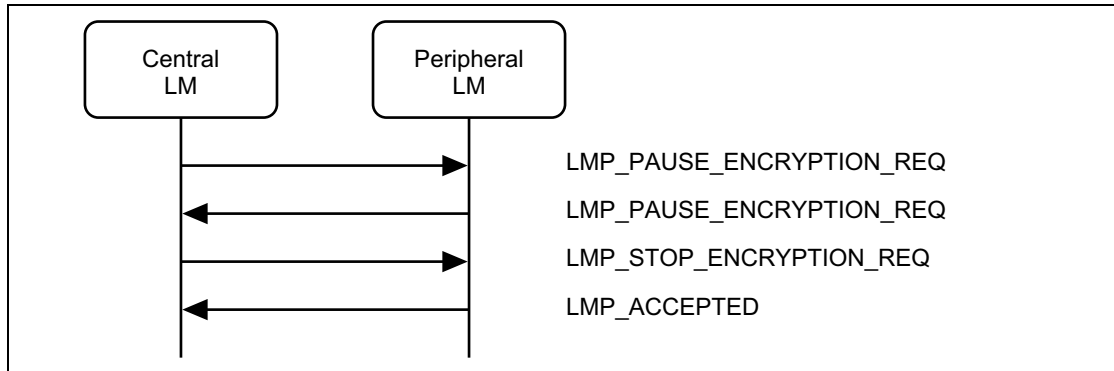 Central
LM
Peripheral
LM
LMP_PAUSE_ENCRYPTION_REQ
LMP_PAUSE_ENCRYPTION_REQ
LMP_STOP_ENCRYPTION_REQ
LMP_ACCEPTED